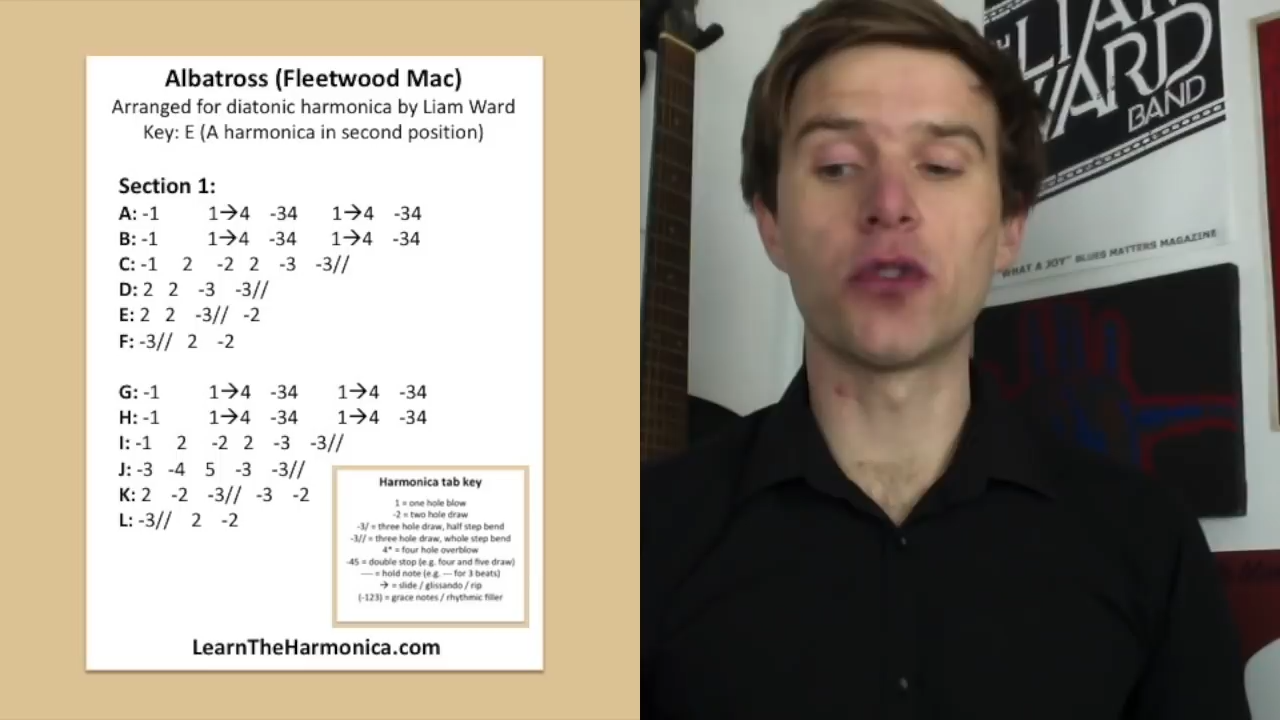 Albatross (Fleetwood Mac)
Arranged for diatonic harmonica by Liam Ward
Key: E (A harmonica in second position)
Section 1:
A: -1 1→4 -34 1→4 -34
B: -1 1→4 -34 1→4 -34
C: -1 2 -2 2 -3 -3//
D: 2 2 -3 -3//
E: 2 2 -3// -2
F: -3// 2 -2
G: -1 1→4 -34 1→4 -34
H: -1 1→4 -34 1→4 -34
I: -1 2 -2 2 -3 -3//
J: -3 -4 5 -3 -3//
K: 2 -2 -3// -3 -2
L: -3// 2 -2
Harmonica tab key
1 = one hole blow
-2 = two hole draw
-3/ = three hole draw, half step bend
-3// = three hole draw, whole step bend
4* = four hole overblow
-45 = double stop (e.g. four and five draw)
---- = hold note (e.g. --- for 3 beats)
→ = slide / glissando / rip
(-123) = grace notes / rhythmic filler
LearnTheHarmonica.com
LIAM
WARD
BAND
"WHAT A JOY" BLUES MATTERS MAGAZINE